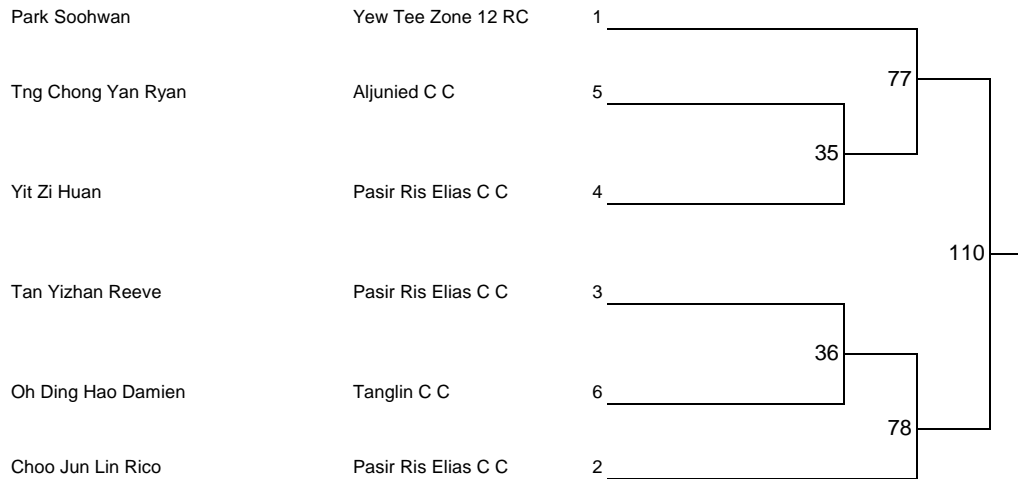 Park Soohwan Yew Tee Zone 12 RC 1
77
Tng Chong Yan Ryan Aljunied C C 5
35
Yit Zi Huan Pasir Ris Elias C C 4
110
Tan Yizhan Reeve Pasir Ris Elias C C 3
36
Oh Ding Hao Damien Tanglin C C 6
78
Choo Jun Lin Rico Pasir Ris Elias C C 2